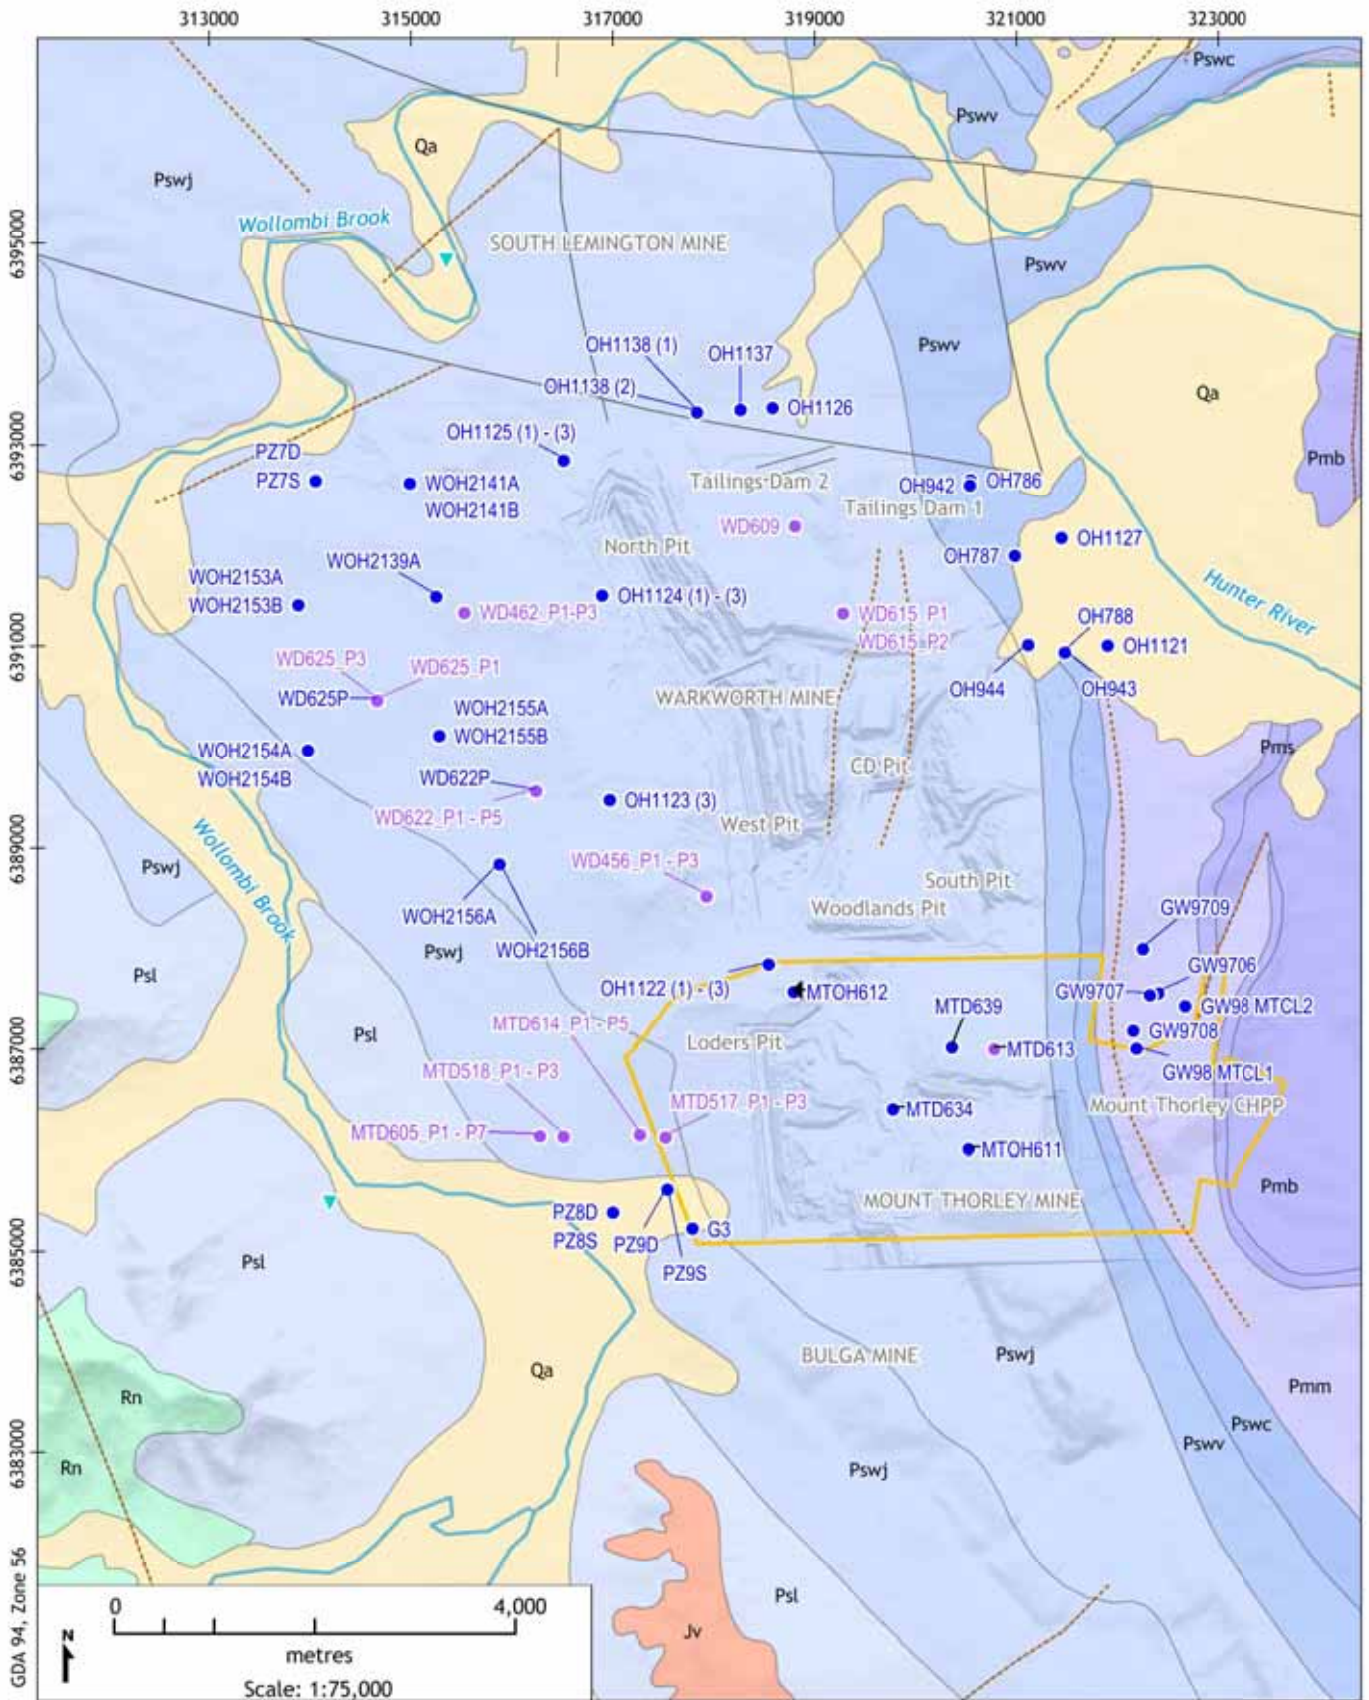 313000
315000
317000
319000
321000
323000
Pswc
Pswv
Qa
Pswj
Wollombi Brook
6395000
SOUTH LEMINGTON MINE
Pswv
OH1138 (1)
OH1137
Pswv
OH1138 (2)
Qa
OH1126
OH1125 (1) - (3)
6393000
PZ7D
Pmb
PZ7S
WOH2141A
Tailings Dam 2
OH942
OH786
WOH2141B
Tailings Dam 1
WD609
OH1127
North Pit
OH787
WOH2139A
WOH2153A
Hunter River
WOH2153B
OH1124 (1) - (3)
WD462_P1-P3
WD615_P1
OH788
WD615_P2
6391000
OH1121
WD625_P3
WD625_P1
OH944
OH943
WD625P
WARKWORTH MINE
WOH2155A
WOH2155B
WOH2154A
Pms
WOH2154B
WD622P
CD Pit
OH1123 (3)
WD622_P1 - P5
West Pit
6389000
Wollombi Brook
WD456_P1 - P3
Pswj
South Pit
Woodlands Pit
GW9709
WOH2156A
WOH2156B
Pswj
GW9706
Psl
OH1122 (1) - (3)
MTOH612
GW9707
GW98 MTCL2
MTD639
MTD614_P1 - P5
GW9708
Psl
Loders Pit
6387000
MTD613
MTD518_P1 - P3
GW98 MTCL1
MTD517_P1 - P3
MTD634
Mount Thorley CHPP
MTD605_P1 - P7
MTOH611
Pmb
MOUNT THORLEY MINE
PZ8D
G3
PZ8S
PZ9D
6385000
Psl
PZ9S
BULGA MINE
Pswj
Qa
Pmm
Rn
Pswc
Pswv
6383000
Rn
Pswj
Psl
Jv
GDA 94, Zone 56
0
4,000
N
metres
Scale: 1:75,000